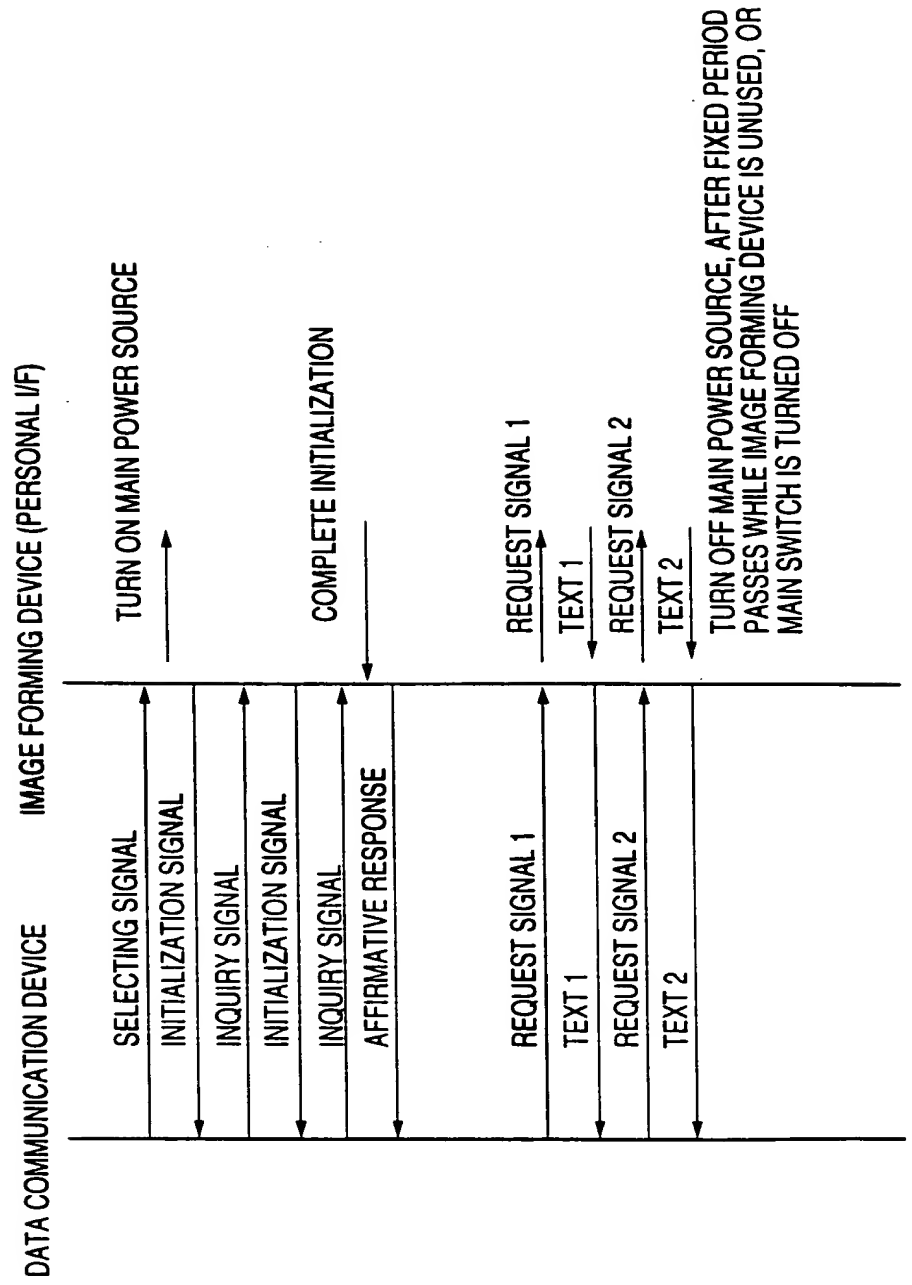 DATA COMMUNICATION DEVICE
IMAGE FORMING DEVICE (PERSONAL I/F)
SELECTING SIGNAL
TURN ON MAIN POWER SOURCE
INITIALIZATION SIGNAL
INQUIRY SIGNAL
INITIALIZATION SIGNAL
INQUIRY SIGNAL
COMPLETE INITIALIZATION
AFFIRMATIVE RESPONSE
REQUEST SIGNAL 1
REQUEST SIGNAL 1
TEXT 1
TEXT 1
REQUEST SIGNAL 2
REQUEST SIGNAL 2
TEXT 2
TEXT 2
TURN OFF MAIN POWER SOURCE, AFTER FIXED PERIOD
PASSES WHILE IMAGE FORMING DEVICE IS UNUSED, OR
MAIN SWITCH IS TURNED OFF